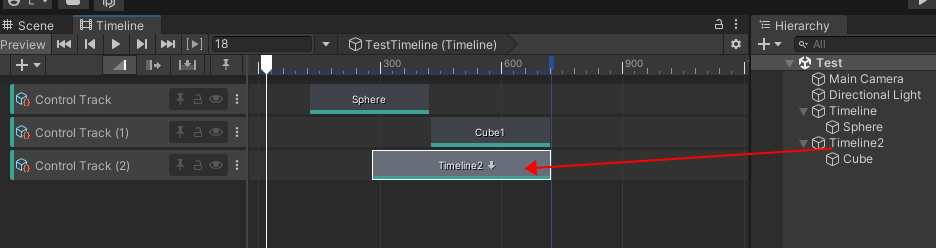 Scene
Timeline
Hierarchy
Preview
18
TestTimeline (Timeline)
All
300
600
900
Test
Main Camera
Directional Light
Timeline
Sphere
Timeline2
Cube
Control Track
Sphere
Control Track (1)
Cube1
Control Track (2)
Timeline2